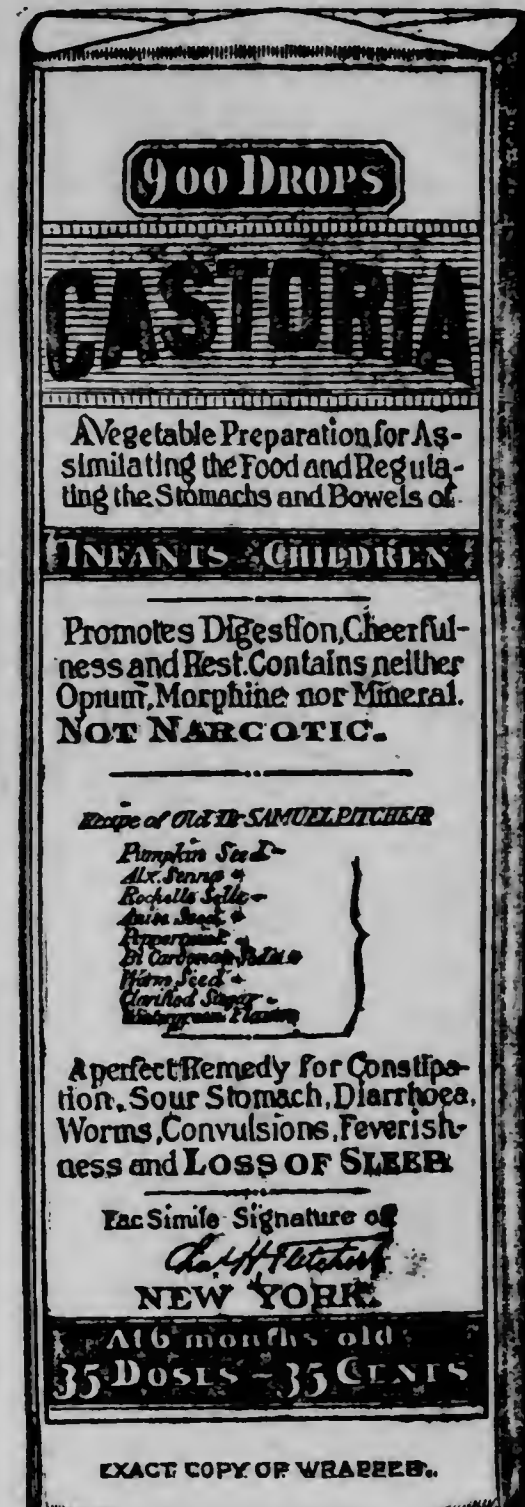 900 DROPS
CASTORIA
AVegetable Preparation for As-
similating the Food and Regula-
ting the Stomachs and Bowels of
INFANTS CHILDREN
Promotes Digestion, Cheerful-
ness and Rest. Contains neither
Opium, Morphine nor Mineral.
NOT NARCOTIC.
Recipe of Old Dr SAMUEL PITCHER
Pumpkin Seed -
Alx. Senna +
Rochelle Salts -
Anise Seed +
Peppermint -
Bi Carbonate Soda +
Worm Seed +
Clarified Sugar -
Wintergreen Flavor
A perfect Remedy for Constipa-
tion, Sour Stomach, Diarrhoea,
Worms, Convulsions, Feverish-
ness and LOSS OF SLEEP.
Fac Simile Signature of
Chas H Fletcher.
NEW YORK.
At 6 months old
35 DOSES - 35 CENTS
EXACT COPY OF WRAPPER.